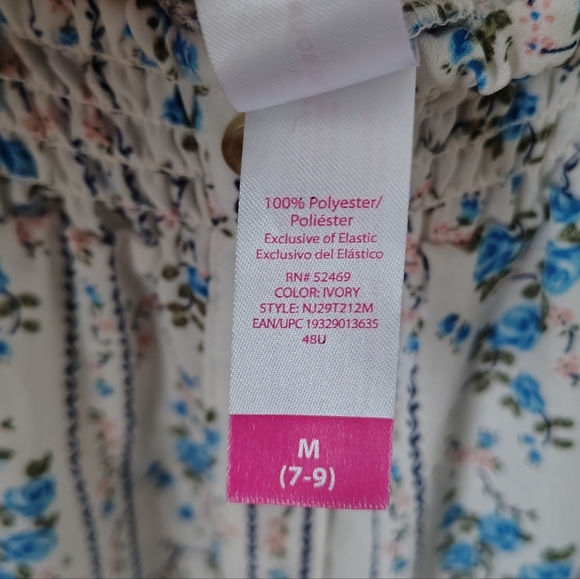 100% Polyester/
Poliéster
Exclusive of Elastic
Exclusivo del Elástico
RN# 52469
COLOR: IVORY
STYLE: NJ29T212M
EAN/UPC 19329013635
48U
M
(7-9)